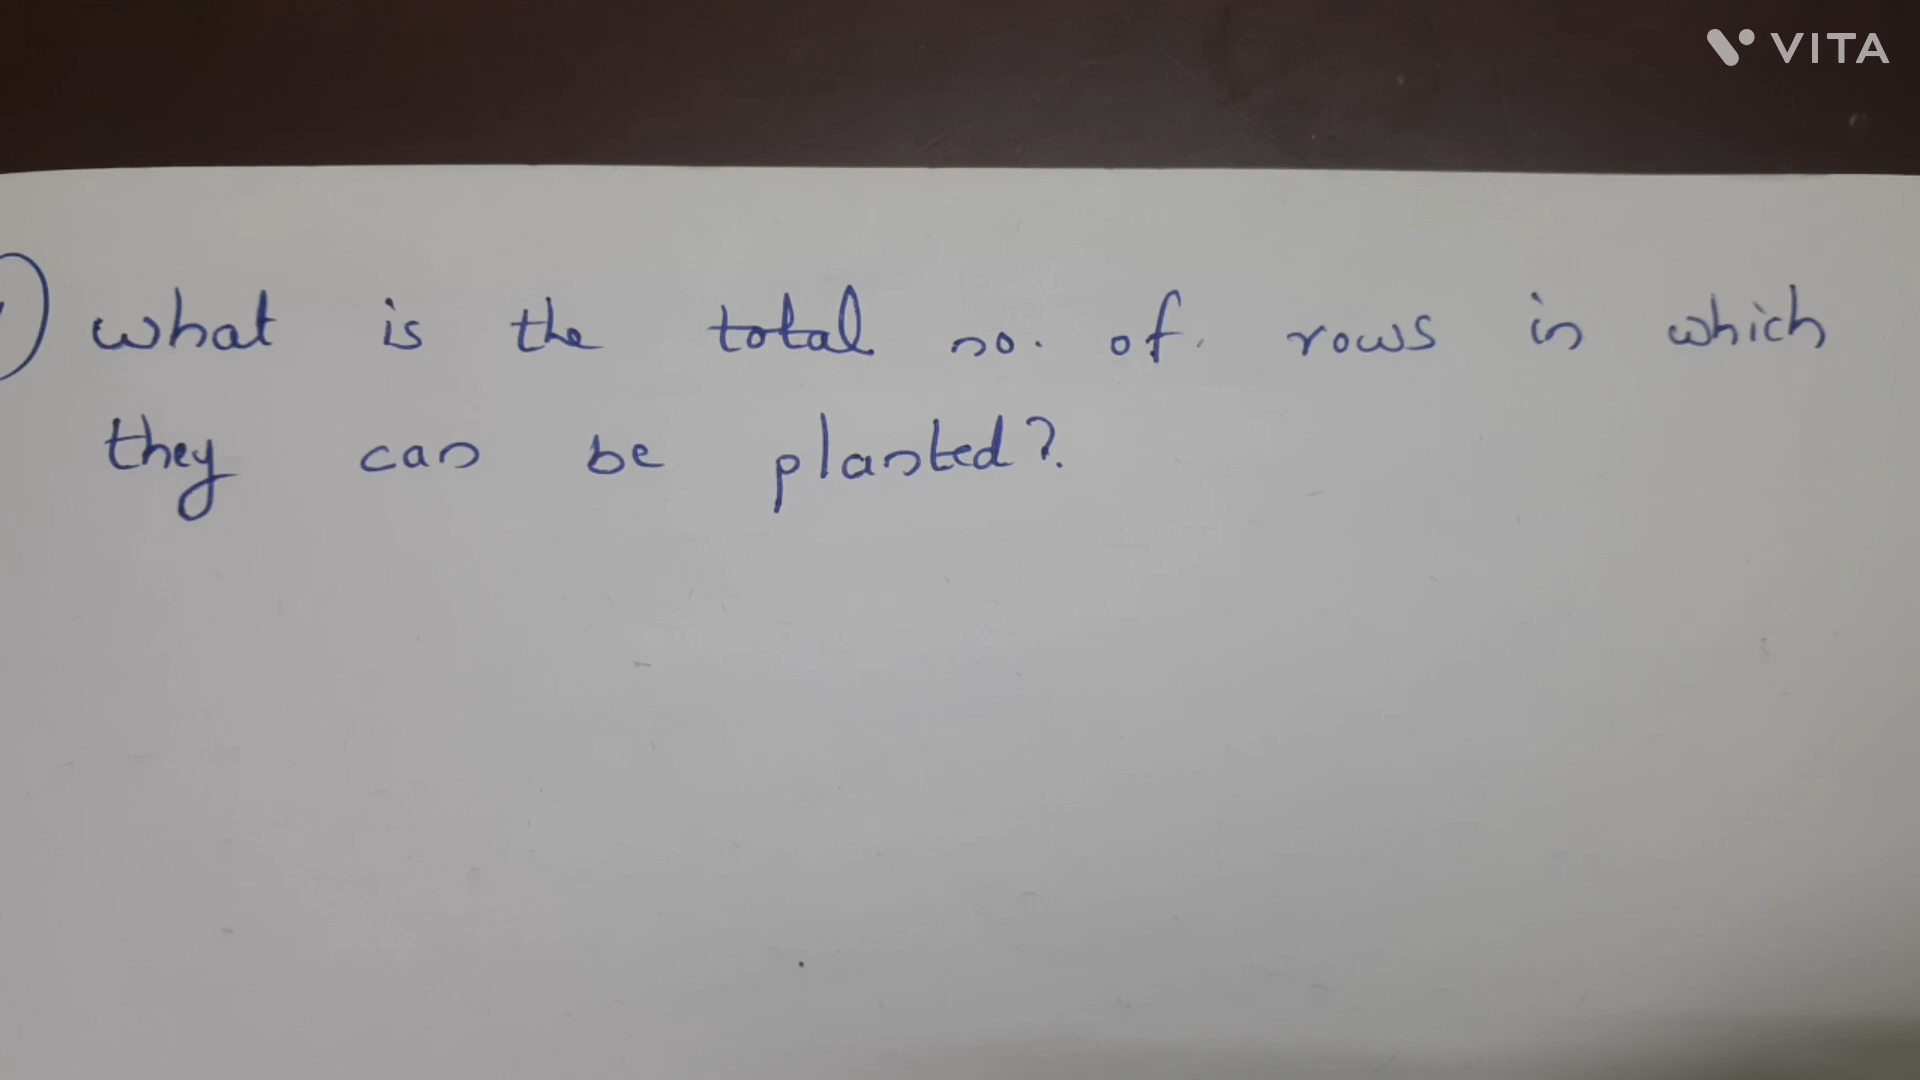 VITA
) what is the total no. of rows in which
they can be planted?